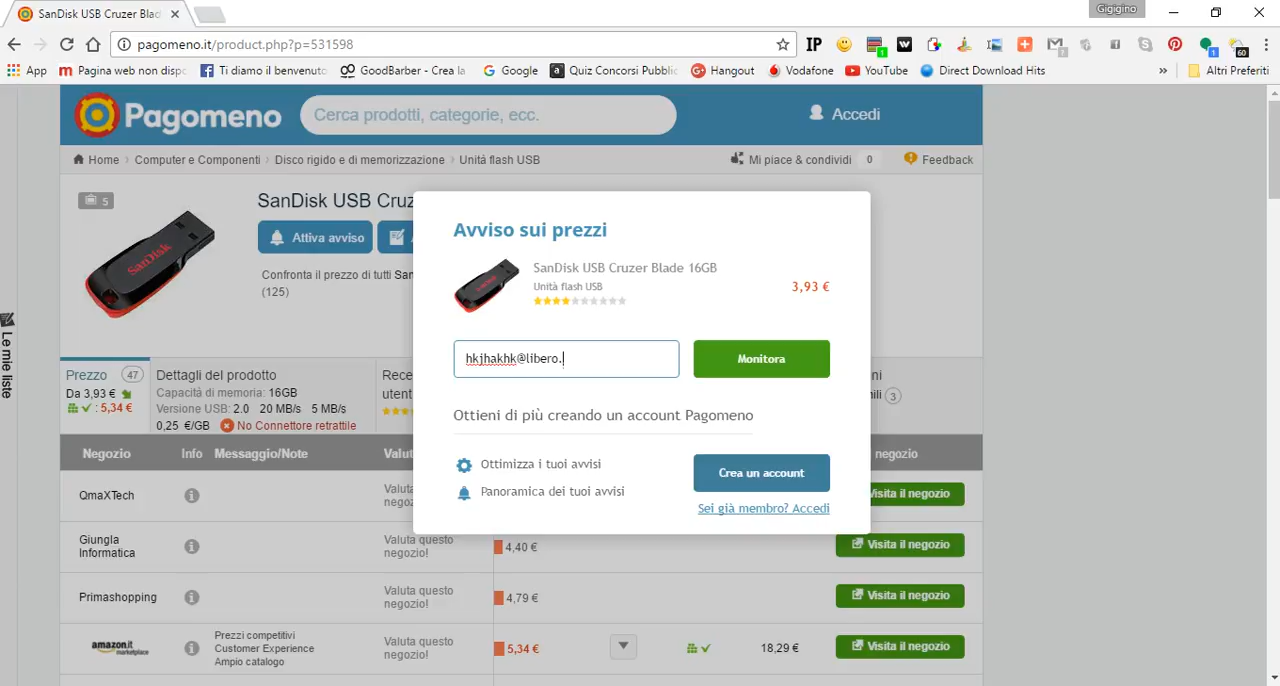 SanDisk USB Cruzer Blad
Gigigino
pagomeno.it/product.php?p=531598
IP
W
1
1
60
App
Pagina web non dispo
Ti diamo il benvenuto
GoodBarber - Crea la
Google
Quiz Concorsi Pubblic
Hangout
Vodafone
YouTube
Direct Download Hits
»
Altri Preferiti
Pagomeno
Cerca prodotti, categorie, ecc.
Accedi
Home › Computer e Componenti › Disco rigido e di memorizzazione › Unità flash USB
Mi piace & condividi 0
Feedback
5
SanDisk USB Cruz
Attiva avviso
Confronta il prezzo di tutti San
(125)
Le mie liste
Avviso sui prezzi
SanDisk USB Cruzer Blade 16GB
Unità flash USB
3,93 €
hkjhakhk@libero.
Monitora
Ottieni di più creando un account Pagomeno
Ottimizza i tuoi avvisi
Panoramica dei tuoi avvisi
Crea un account
Sei già membro? Accedi
Prezzo 47
Da 3,93 €
: 5,34 €
Dettagli del prodotto
Capacità di memoria: 16GB
Versione USB: 2.0 20 MB/s 5 MB/s
0,25 €/GB No Connettore retrattile
Rece
utent
ni
ili 3
Negozio Info Messaggio/Note Valut negozio
QmaXTech
Valuta
negoz
Visita il negozio
Giungla
Informatica
Valuta questo
negozio!
4,40 €
Visita il negozio
Primashopping
Valuta questo
negozio!
4,79 €
Visita il negozio
amazon.it
marketplace
Prezzi competitivi
Customer Experience
Ampio catalogo
Valuta questo
negozio!
5,34 €
18,29 €
Visita il negozio